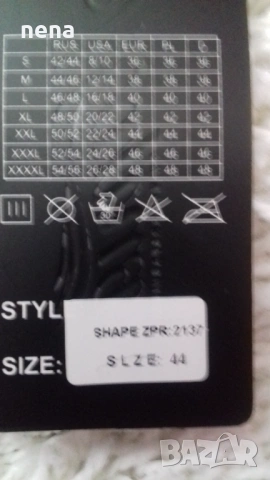 nena
RUS USA EUR PL
S 42/44 8/10 36 36 36
M 44/46 12/14 38 38 38
L 46/48 16/18 40 40 40
XL 48/50 20/22 42 42 42
XXL 50/52 22/24 44 44 44
XXXL 52/54 24/26 46 46 46
XXXXL 54/56 26/28 48 48 48
30
STYL
SHAPE ZPR:2137
SIZE:
S L Z E: 44
BAZAR